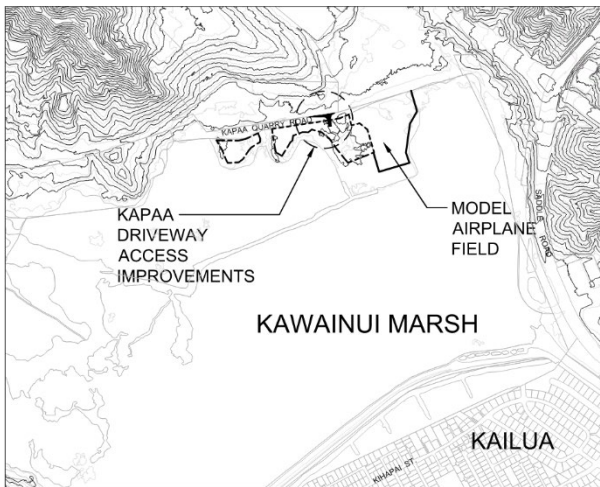 KAPAA QUARRY ROAD
KAPAA
DRIVEWAY
ACCESS
IMPROVEMENTS
MODEL
AIRPLANE
FIELD
SADDLE ROAD
KAWAINUI MARSH
KAILUA
KIHAPAI ST